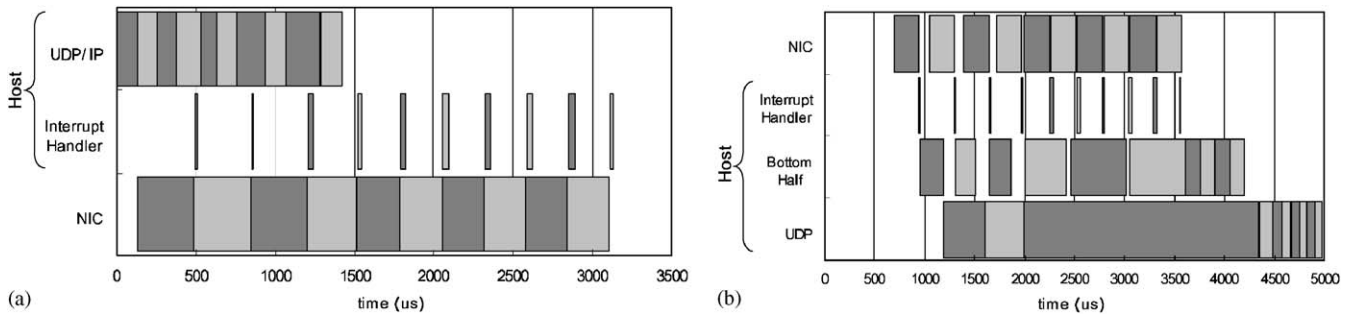 Host
UDP/ IP
Interrupt
Handler
NIC
0 500 1000 1500 2000 2500 3000 3500
time (us)
(a)
NIC
Host
Interrupt
Handler
Bottom
Half
UDP
0 500 1000 1500 2000 2500 3000 3500 4000 4500 5000
time (us)
(b)